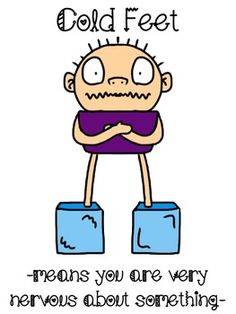 Cold Feet
-means you are very
nervous about something-